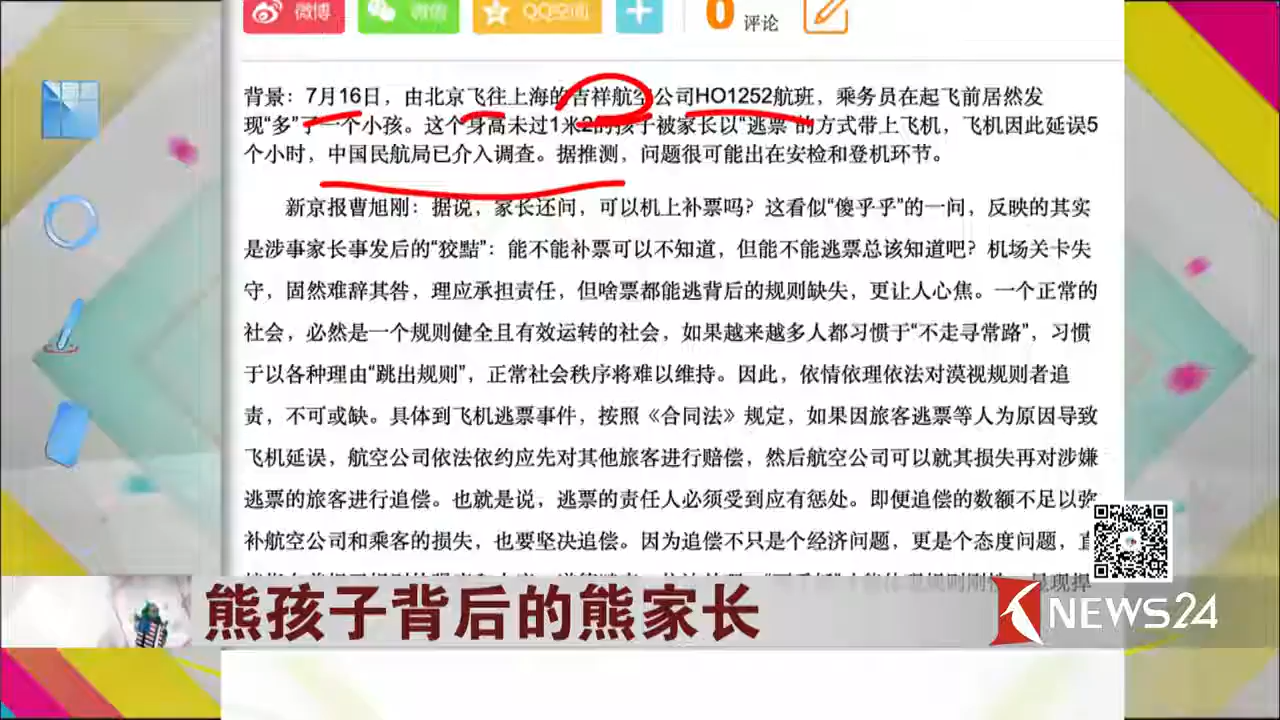 微博 微信 QQ空间 + 0 评论
背景：7月16日，由北京飞往上海的吉祥航空公司HO1252航班，乘务员在起飞前居然发
现“多”了一个小孩。这个身高未过1米2的孩子被家长以“逃票”的方式带上飞机，飞机因此延误5
个小时，中国民航局已介入调查。据推测，问题很可能出在安检和登机环节。
新京报曹旭刚：据说，家长还问，可以机上补票吗？这看似“傻乎乎”的一问，反映的其实
是涉事家长事发后的“狡黠”：能不能补票可以不知道，但能不能逃票总该知道吧？机场关卡失
守，固然难辞其咎，理应承担责任，但啥票都能逃背后的规则缺失，更让人心焦。一个正常的
社会，必然是一个规则健全且有效运转的社会，如果越来越多人都习惯于“不走寻常路”，习惯
于以各种理由“跳出规则”，正常社会秩序将难以维持。因此，依情依理依法对漠视规则者追
责，不可或缺。具体到飞机逃票事件，按照《合同法》规定，如果因旅客逃票等人为原因导致
飞机延误，航空公司依法依约应先对其他旅客进行赔偿，然后航空公司可以就其损失再对涉嫌
逃票的旅客进行追偿。也就是说，逃票的责任人必须受到应有惩处。即便追偿的数额不足以弥
补航空公司和乘客的损失，也要坚决追偿。因为追偿不只是个经济问题，更是个态度问题，直
熊孩子背后的熊家长
NEWS24